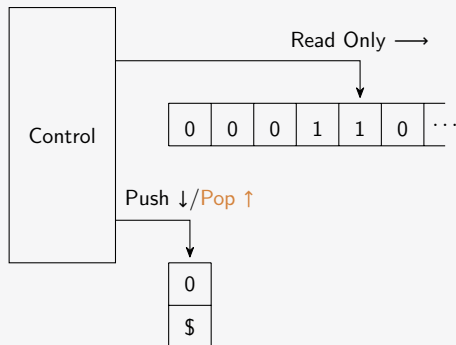 Read Only →
0 0 0 1 1 0 ...
Control
Push ↓/Pop ↑
0
$